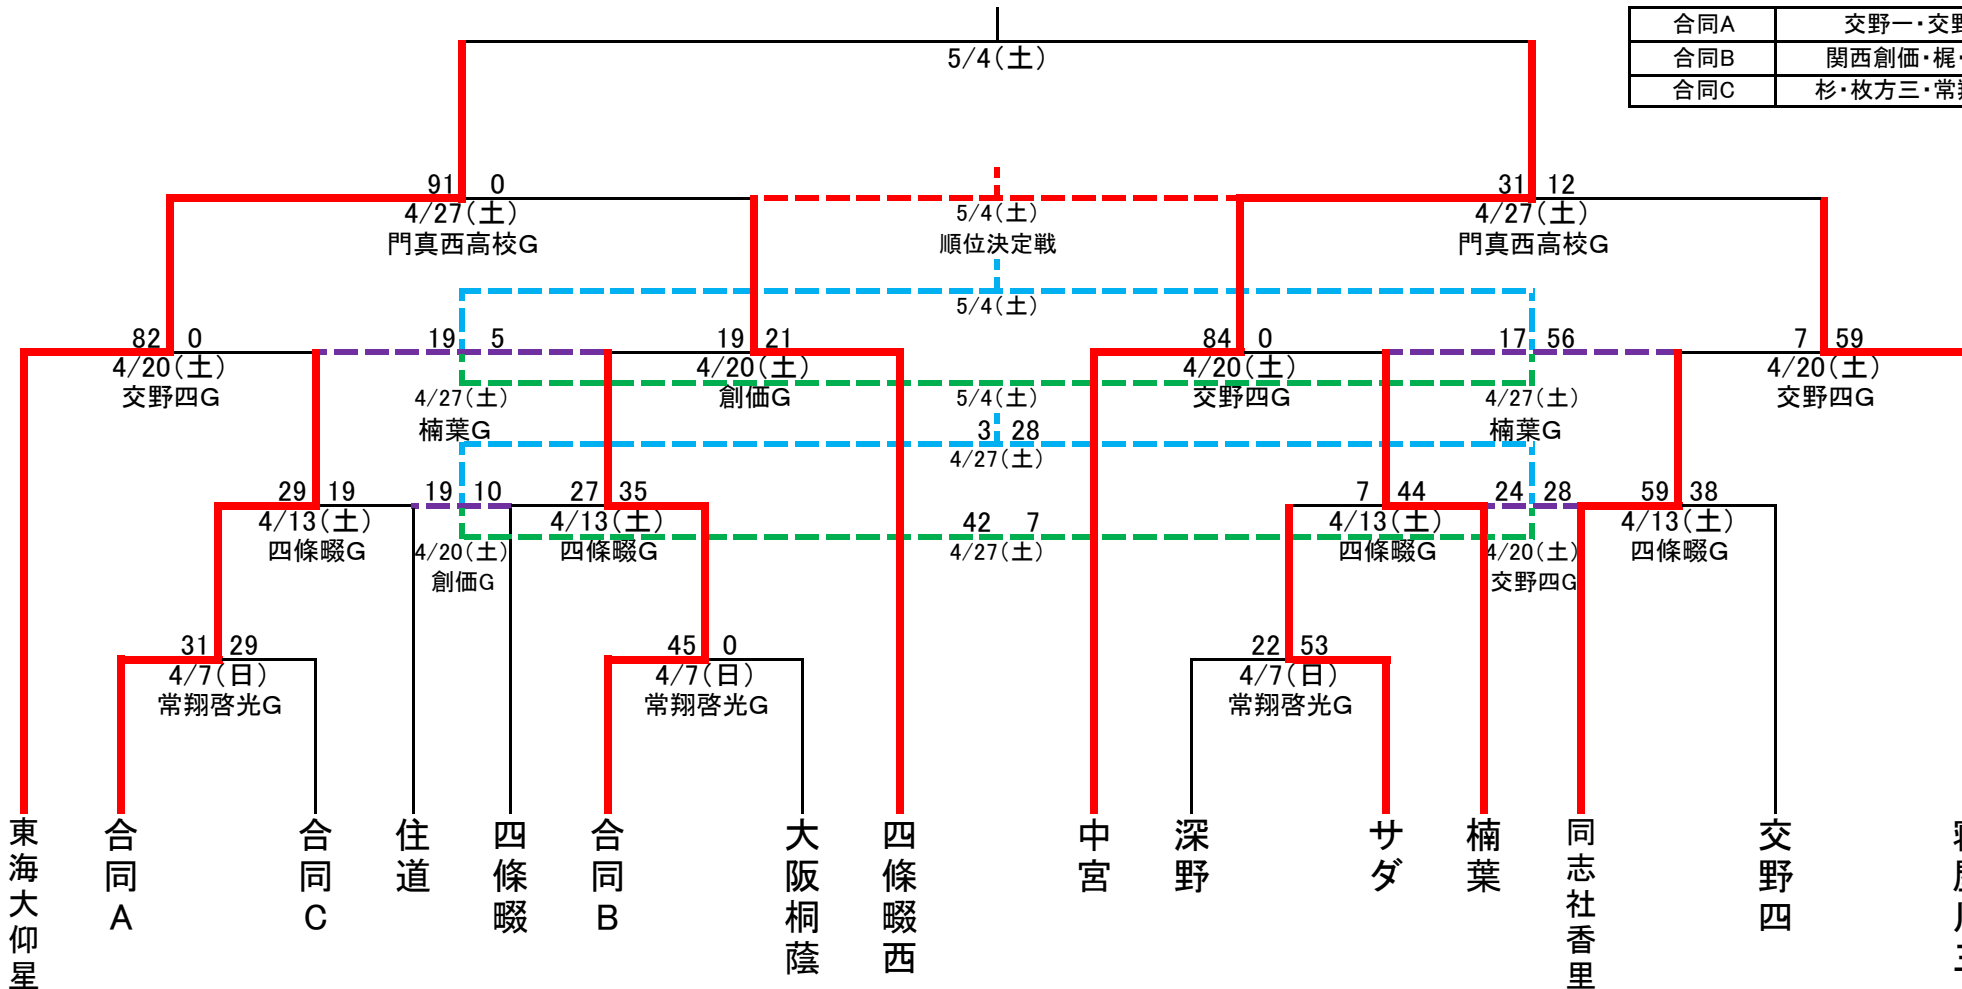 合同A 交野一・交野
合同B 関西創価・梶・
合同C 杉・枚方三・常翔
5/4(土)
91 0
4/27(土)
門真西高校G
5/4(土)
順位決定戦
31 12
4/27(土)
門真西高校G
5/4(土)
82 0
4/20(土)
交野四G
19 5
4/27(土)
楠葉G
19 21
4/20(土)
創価G
5/4(土)
84 0
4/20(土)
交野四G
17 56
4/27(土)
楠葉G
7 59
4/20(土)
交野四G
3 28
4/27(土)
29 19
4/13(土)
四條畷G
19 10
4/20(土)
創価G
27 35
4/13(土)
四條畷G
42 7
4/27(土)
7 44
4/13(土)
四條畷G
24 28
4/20(土)
交野四G
59 38
4/13(土)
四條畷G
31 29
4/7(日)
常翔啓光G
45 0
4/7(日)
常翔啓光G
22 53
4/7(日)
常翔啓光G
東海大仰星
合同A
合同C
住道
四條畷
合同B
大阪桐蔭
四條畷西
中宮
深野
サダ
楠葉
同志社香里
交野四